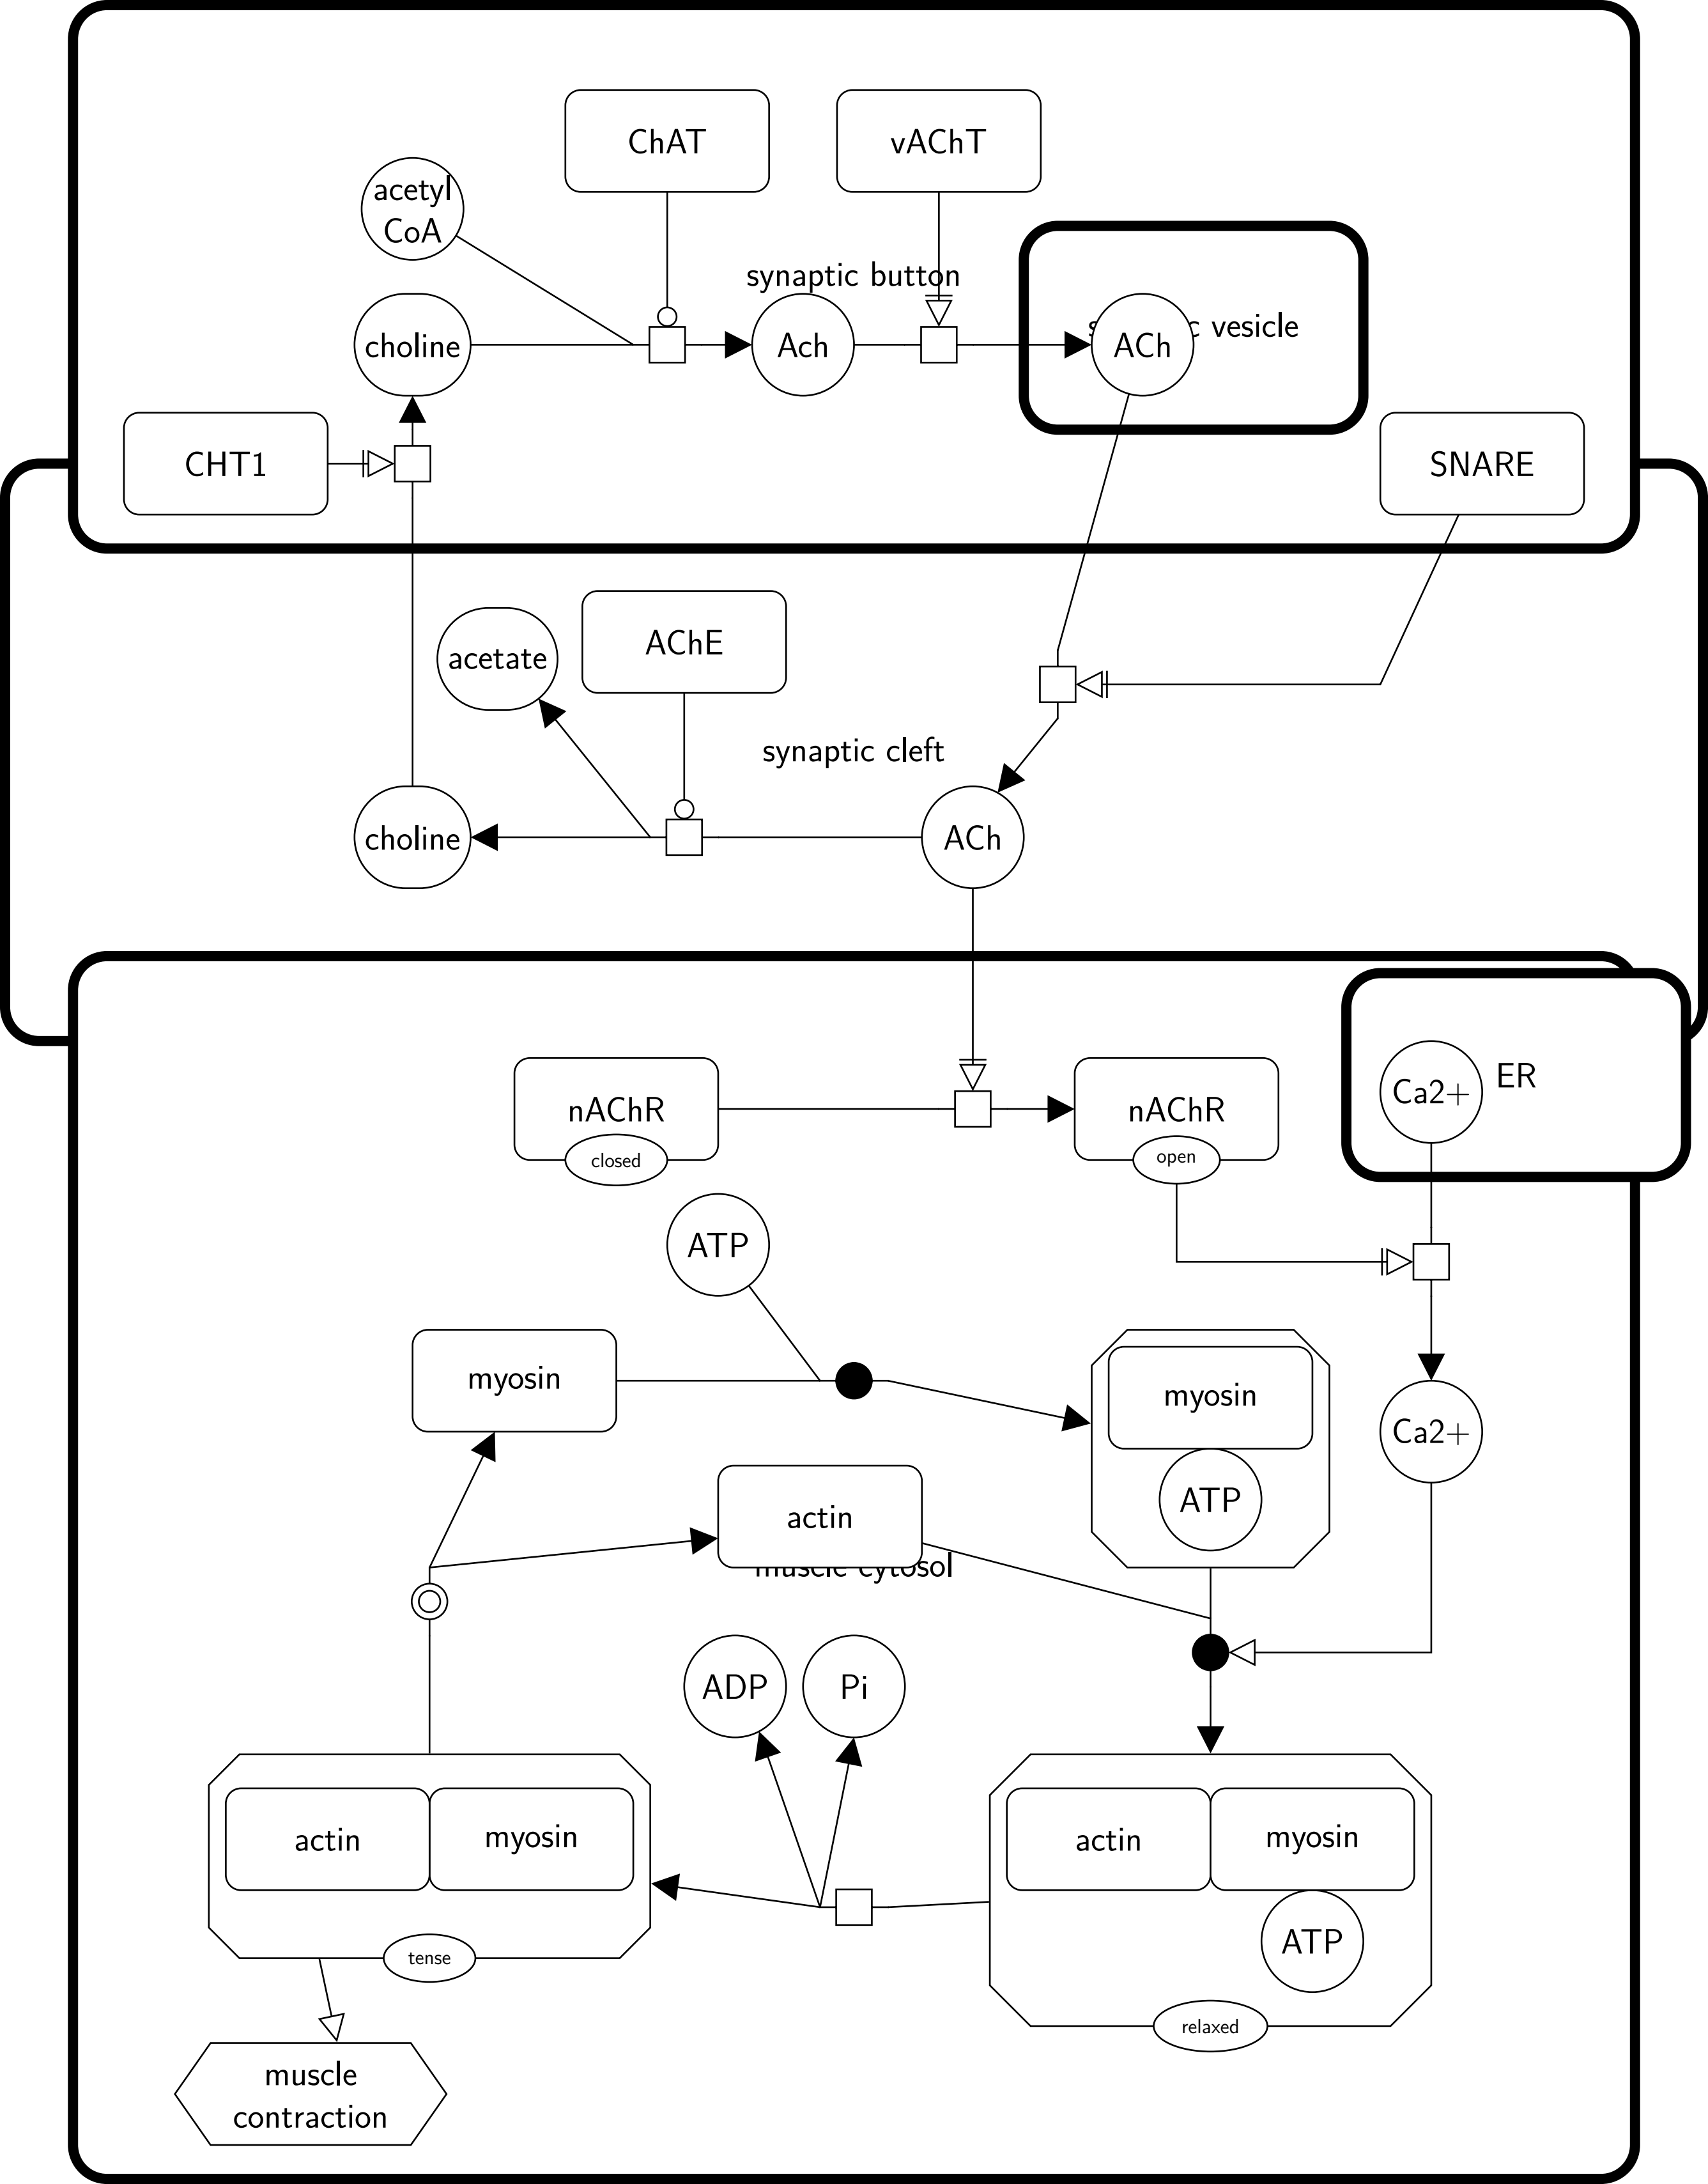 ChAT
vAChT
acetyl
CoA
synaptic button
choline
Ach
ACh
vesicle
CHT1
SNARE
acetate
AChE
synaptic cleft
choline
ACh
Ca2+
ER
nAChR
closed
nAChR
open
ATP
myosin
myosin
ATP
Ca2+
actin
muscle cytosol
ADP
Pi
actin
myosin
tense
actin
myosin
ATP
relaxed
muscle
contraction